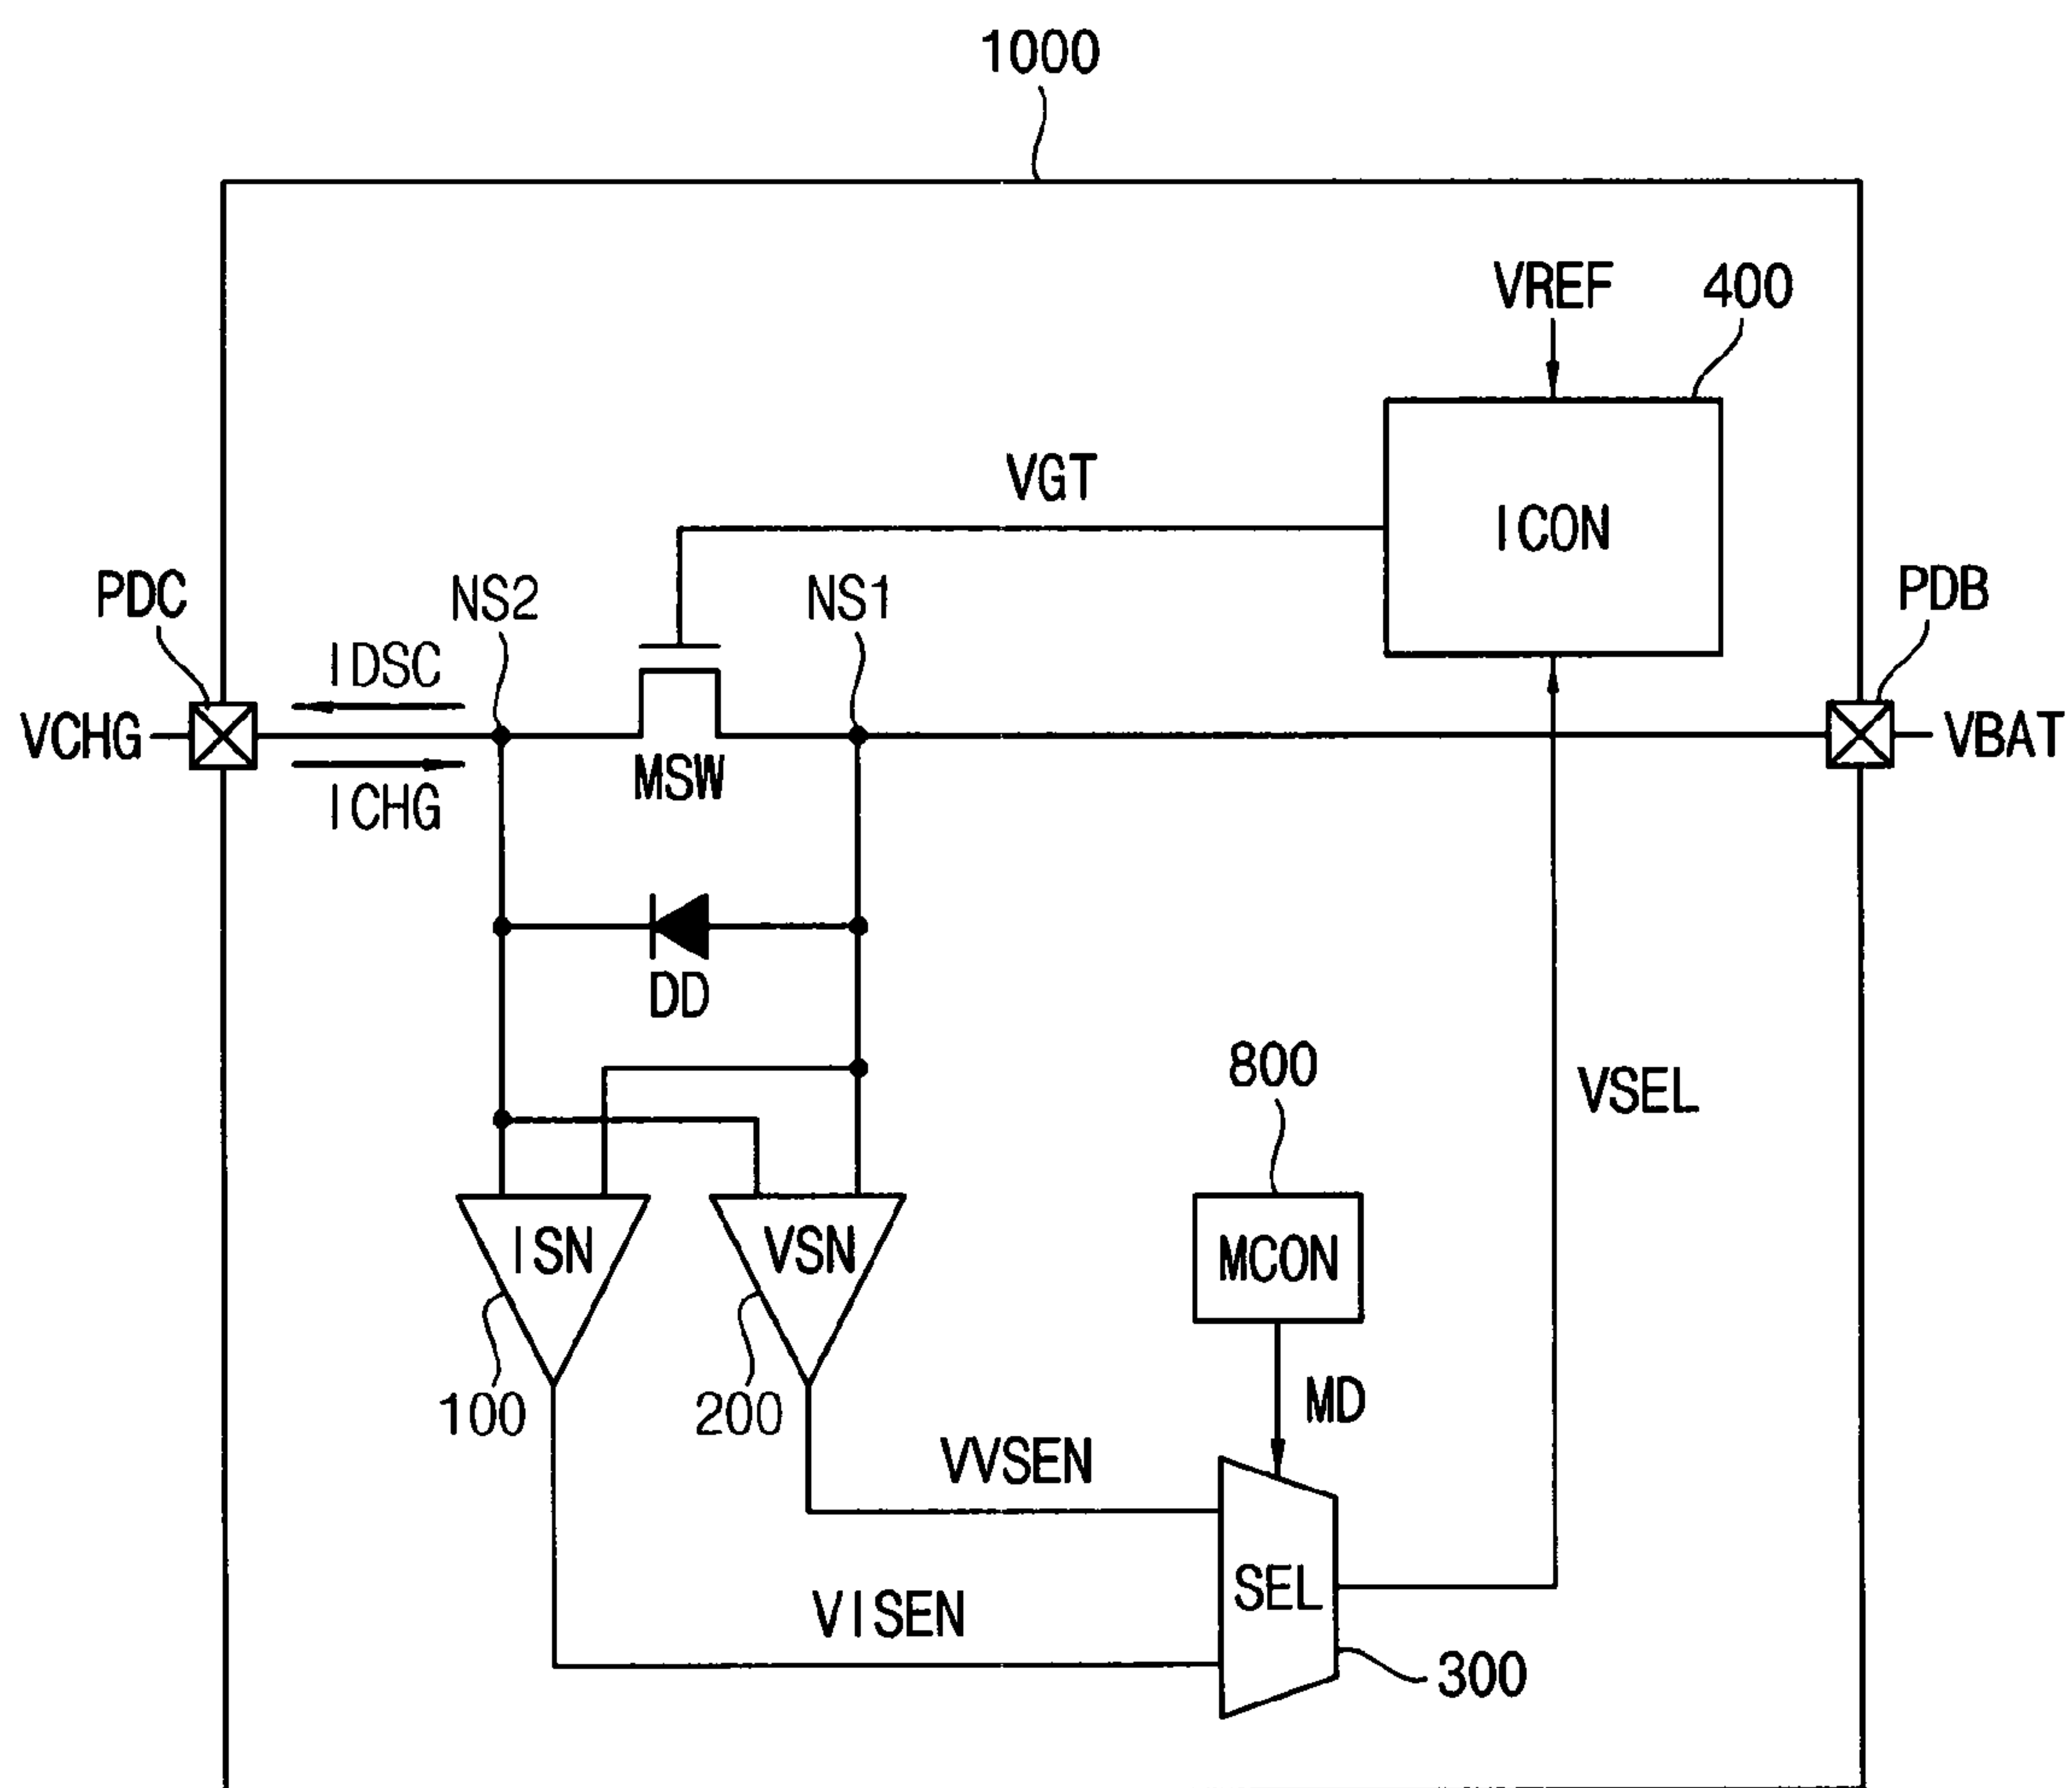 1000
VREF
400
VGT
ICON
PDC
NS2
NS1
PDB
IDSC
VCHG
VBAT
MSW
ICHG
DD
800
VSEL
ISN
VSN
MCON
100
200
MD
VVSEN
SEL
VISEN
300